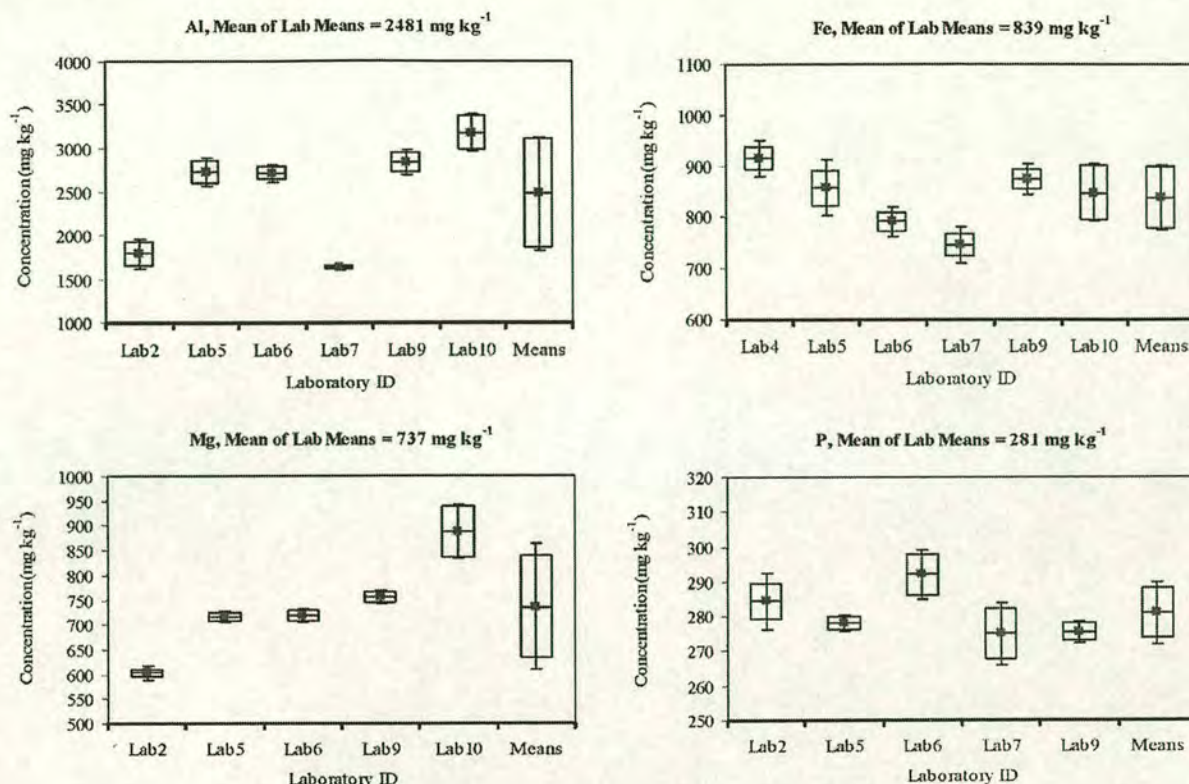 Al, Mean of Lab Means = 2481 mg kg⁻¹
4000
3500
3000
2500
2000
1500
1000
Concentration (mg kg⁻¹)
Lab2 Lab5 Lab6 Lab7 Lab9 Lab10 Means
Laboratory ID
Fe, Mean of Lab Means = 839 mg kg⁻¹
1100
1000
900
800
700
600
Concentration (mg kg⁻¹)
Lab4 Lab5 Lab6 Lab7 Lab9 Lab10 Means
Laboratory ID
Mg, Mean of Lab Means = 737 mg kg⁻¹
1000
950
900
850
800
750
700
650
600
550
500
Concentration(mg kg⁻¹)
Lab2 Lab5 Lab6 Lab9 Lab10 Means
Laboratory ID
P, Mean of Lab Means = 281 mg kg⁻¹
320
310
300
290
280
270
260
250
Concentration(mg kg⁻¹)
Lab2 Lab5 Lab6 Lab7 Lab9 Means
Laboratory ID